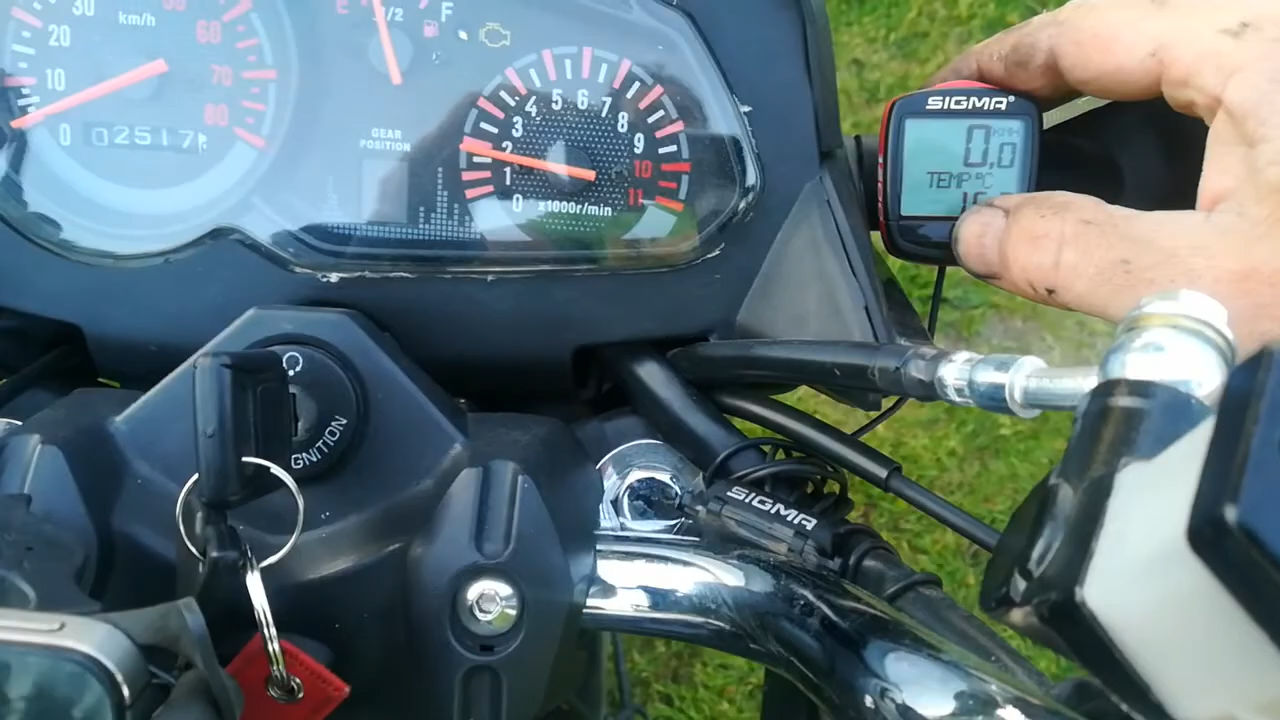 30
km/h
20
10
0
02517
60
70
80
E
1/2
F
GEAR
POSITION
0
1
2
3
4
5
6
7
8
9
10
11
x1000r/min
SIGMA
0,0 KMH
TEMP °C
IGNITION
SIGMA